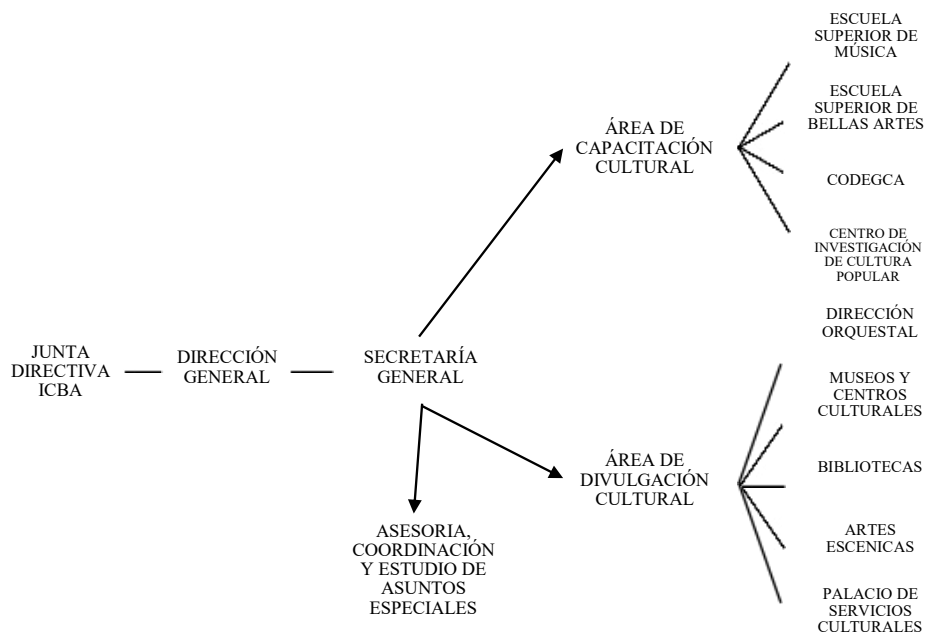 ESCUELA
SUPERIOR DE
MÚSICA
ESCUELA
SUPERIOR DE
BELLAS ARTES
ÁREA DE
CAPACITACIÓN
CULTURAL
CODEGCA
CENTRO DE
INVESTIGACIÓN
DE CULTURA
POPULAR
DIRECCIÓN
ORQUESTAL
JUNTA
DIRECTIVA
ICBA
DIRECCIÓN
GENERAL
SECRETARÍA
GENERAL
MUSEOS Y
CENTROS
CULTURALES
ÁREA DE
DIVULGACIÓN
CULTURAL
BIBLIOTECAS
ASESORIA,
COORDINACIÓN
Y ESTUDIO DE
ASUNTOS
ESPECIALES
ARTES
ESCENICAS
PALACIO DE
SERVICIOS
CULTURALES